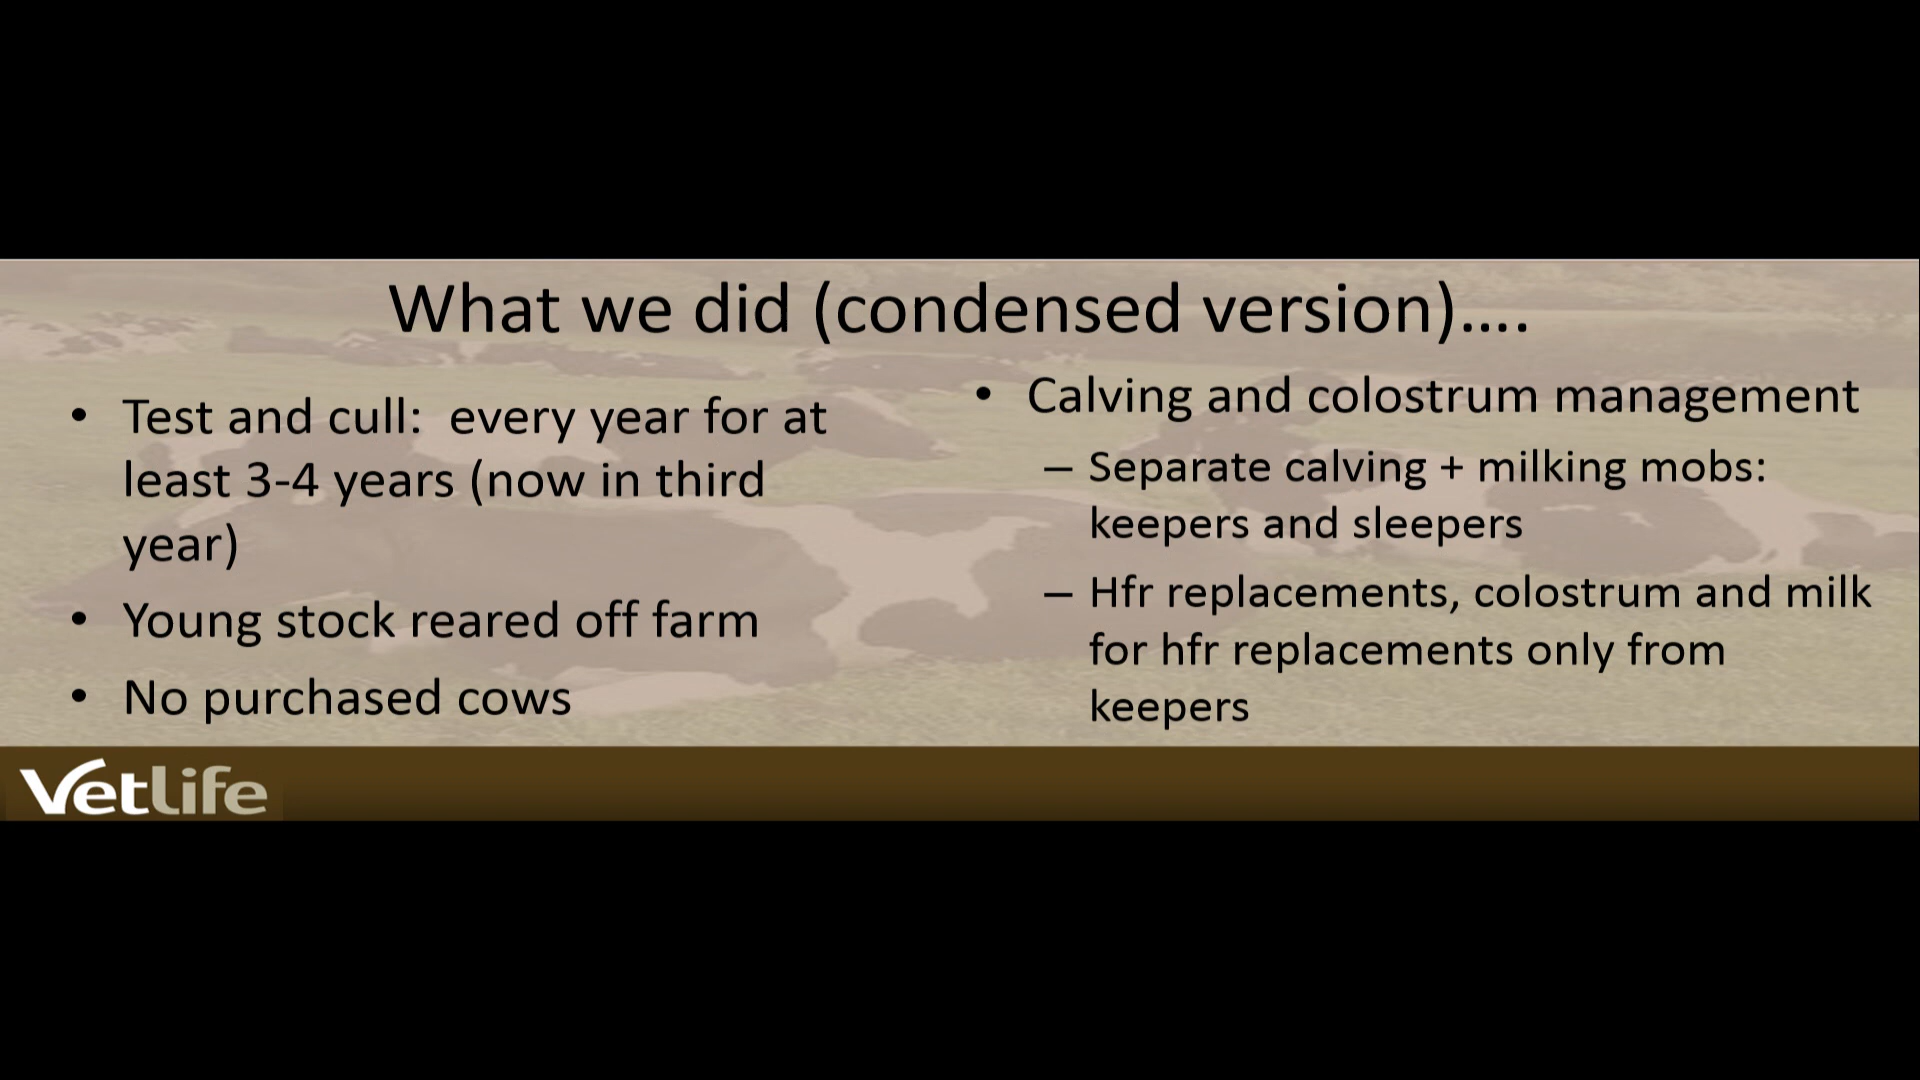 What we did (condensed version)....
• Test and cull:  every year for at
least 3-4 years (now in third
year)
• Young stock reared off farm
• No purchased cows
• Calving and colostrum management
– Separate calving + milking mobs:
keepers and sleepers
– Hfr replacements, colostrum and milk
for hfr replacements only from
keepers
Vetlife